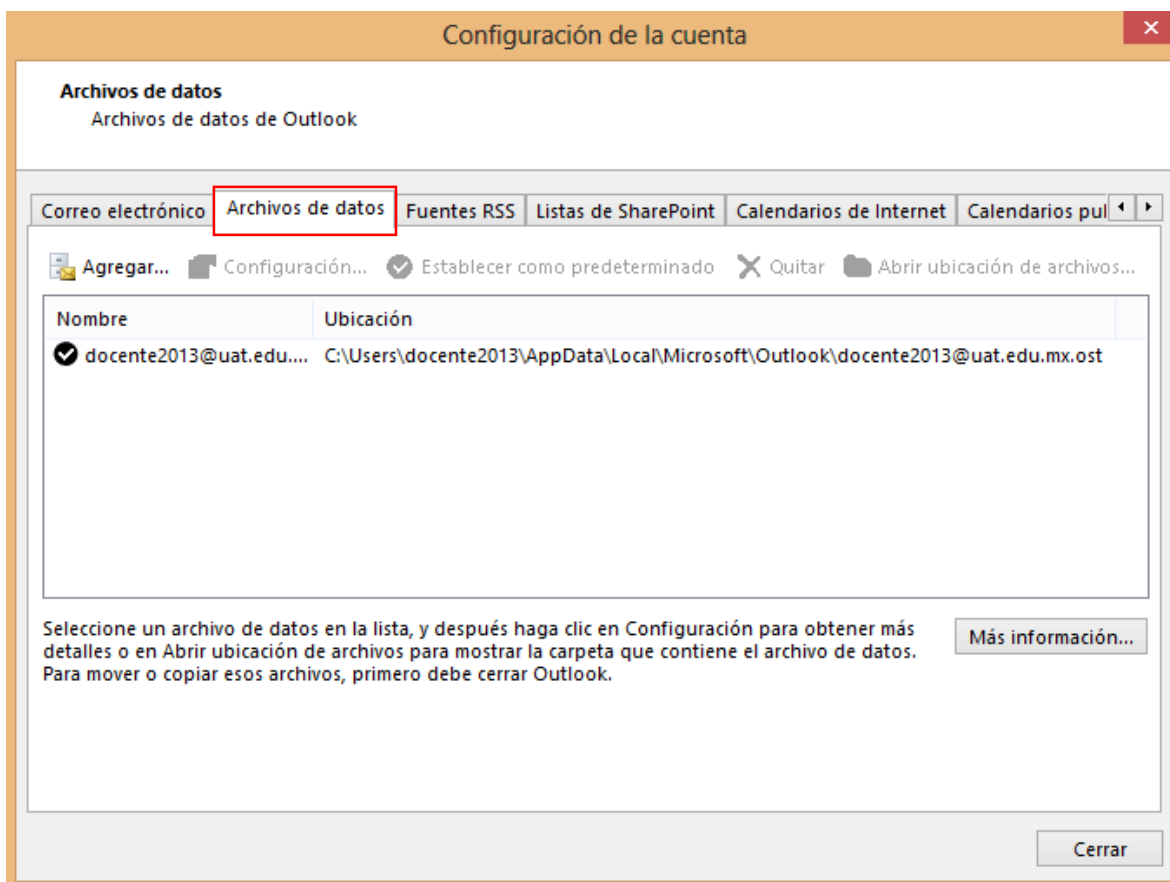 Configuración de la cuenta
Archivos de datos
Archivos de datos de Outlook
Correo electrónico Archivos de datos Fuentes RSS Listas de SharePoint Calendarios de Internet Calendarios pul
Agregar... Configuración... Establecer como predeterminado Quitar Abrir ubicación de archivos...
Nombre Ubicación
docente2013@uat.edu.... C:\Users\docente2013\AppData\Local\Microsoft\Outlook\docente2013@uat.edu.mx.ost
Seleccione un archivo de datos en la lista, y después haga clic en Configuración para obtener más
detalles o en Abrir ubicación de archivos para mostrar la carpeta que contiene el archivo de datos.
Para mover o copiar esos archivos, primero debe cerrar Outlook.
Más información...
Cerrar